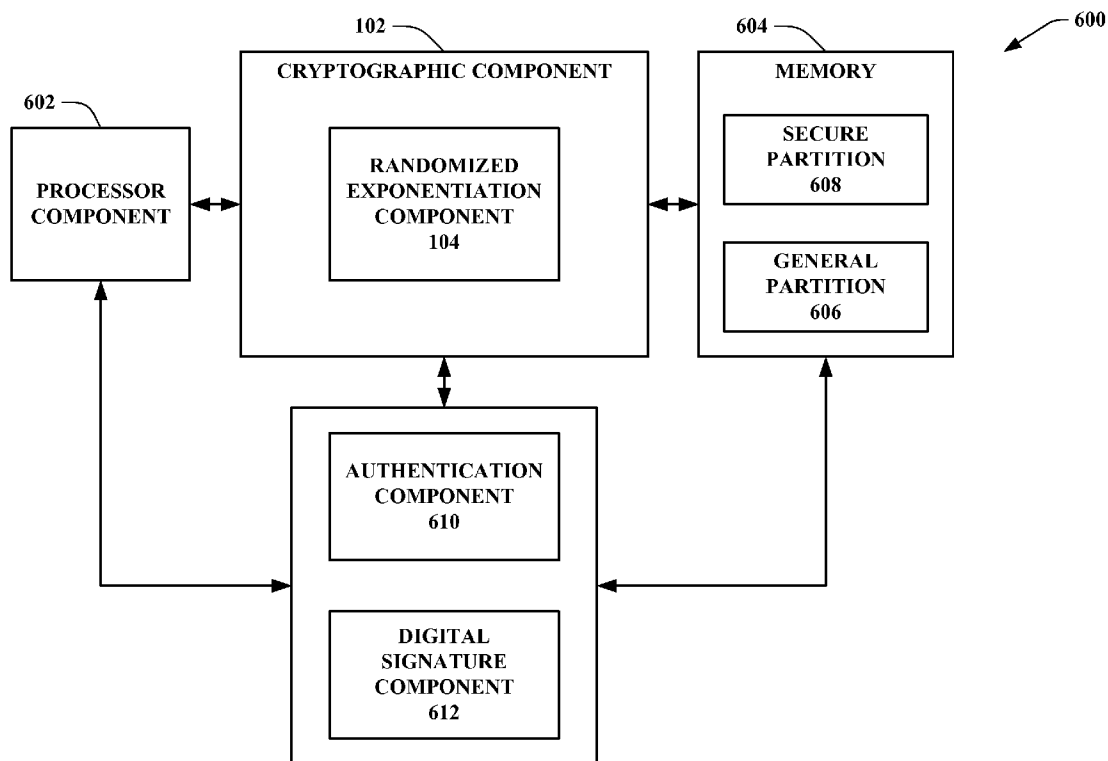 600
102
604
CRYPTOGRAPHIC COMPONENT
MEMORY
602
PROCESSOR
COMPONENT
RANDOMIZED
EXPONENTIATION
COMPONENT
104
SECURE
PARTITION
608
GENERAL
PARTITION
606
AUTHENTICATION
COMPONENT
610
DIGITAL
SIGNATURE
COMPONENT
612